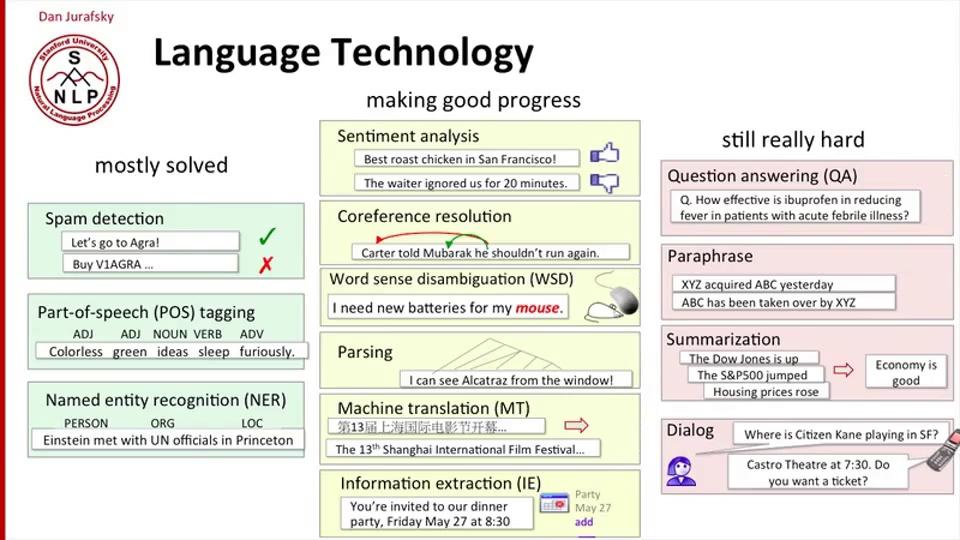 Dan Jurafsky
Stanford University
S
N L P
Natural Language Processing
Language Technology
mostly solved
Spam detection
Let's go to Agra!
✓
Buy V1AGRA …
✗
Part-of-speech (POS) tagging
ADJ ADJ NOUN VERB ADV
Colorless green ideas sleep furiously.
Named entity recognition (NER)
PERSON ORG LOC
Einstein met with UN officials in Princeton
making good progress
Sentiment analysis
Best roast chicken in San Francisco!
The waiter ignored us for 20 minutes.
Coreference resolution
Carter told Mubarak he shouldn't run again.
Word sense disambiguation (WSD)
I need new batteries for my mouse.
Parsing
I can see Alcatraz from the window!
Machine translation (MT)
第13届上海国际电影节开幕…
The 13th Shanghai International Film Festival…
Information extraction (IE)
You're invited to our dinner
party, Friday May 27 at 8:30
Party
May 27
add
still really hard
Question answering (QA)
Q. How effective is ibuprofen in reducing
fever in patients with acute febrile illness?
Paraphrase
XYZ acquired ABC yesterday
ABC has been taken over by XYZ
Summarization
The Dow Jones is up
The S&P500 jumped
Housing prices rose
Economy is
good
Dialog
Where is Citizen Kane playing in SF?
Castro Theatre at 7:30. Do
you want a ticket?